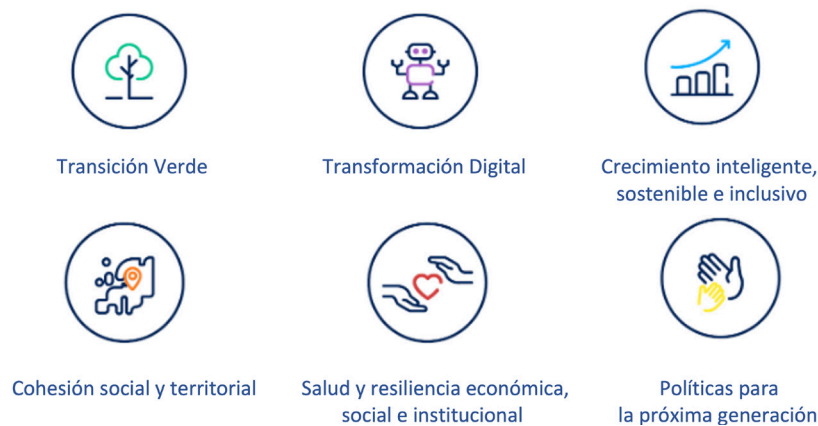 Transición Verde
Transformación Digital
Crecimiento inteligente,
sostenible e inclusivo
Cohesión social y territorial
Salud y resiliencia económica,
social e institucional
Políticas para
la próxima generación